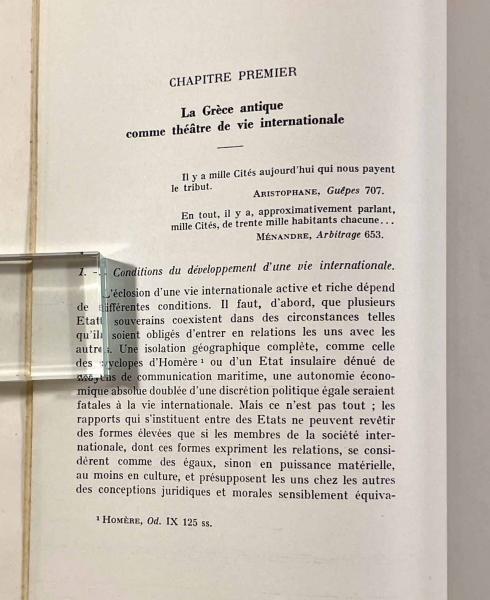 CHAPITRE PREMIER
La Grèce antique
comme théâtre de vie internationale
Il y a mille Cités aujourd'hui qui nous payent
le tribut.
ARISTOPHANE, Guêpes 707.
En tout, il y a, approximativement parlant,
mille Cités, de trente mille habitants chacune...
MÉNANDRE, Arbitrage 653.
1. — Conditions du développement d'une vie internationale.
L'éclosion d'une vie internationale active et riche dépend
de différentes conditions. Il faut, d'abord, que plusieurs
Etats souverains coexistent dans des circonstances telles
qu'ils soient obligés d'entrer en relations les uns avec les
autres. Une isolation géographique complète, comme celle
des Cyclopes d'Homère ¹ ou d'un Etat insulaire dénué de
moyens de communication maritime, une autonomie écono-
mique absolue doublée d'une discrétion politique égale seraient
fatales à la vie internationale. Mais ce n'est pas tout ; les
rapports qui s'instituent entre des Etats ne peuvent revêtir
des formes élevées que si les membres de la société inter-
nationale, dont ces formes expriment les relations, se consi-
dèrent comme des égaux, sinon en puissance matérielle,
au moins en culture, et présupposent les uns chez les autres
des conceptions juridiques et morales sensiblement équiva-
¹ HOMÈRE, Od. IX 125 ss.